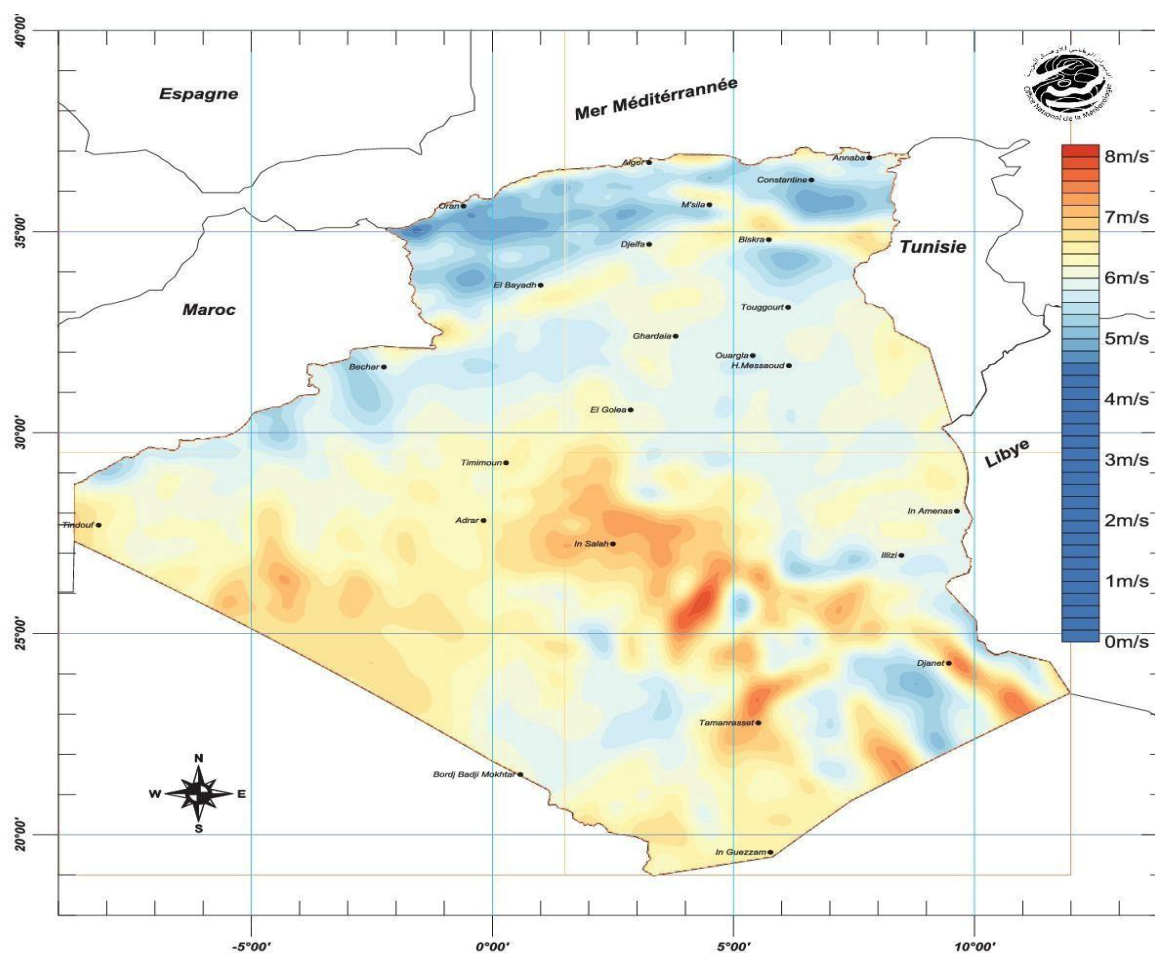 40°00'
35°00'
30°00'
25°00'
20°00'
Espagne
Mer Méditérrannée
Office National de la Météorologie
Alger
Annaba
Constantine
Oran
M'sila
Djelfa
Biskra
Tunisie
Maroc
El Bayadh
Touggourt
Ghardaia
Ouargla
H.Messaoud
Bechar
El Golea
Libye
Timimoun
Tindouf
Adrar
In Salah
In Amenas
Illizi
Djanet
Tamanrasset
Bordj Badji Mokhtar
In Guezzam
8m/s
7m/s
6m/s
5m/s
4m/s
3m/s
2m/s
1m/s
0m/s
N
W E
S
-5°00' 0°00' 5°00' 10°00'